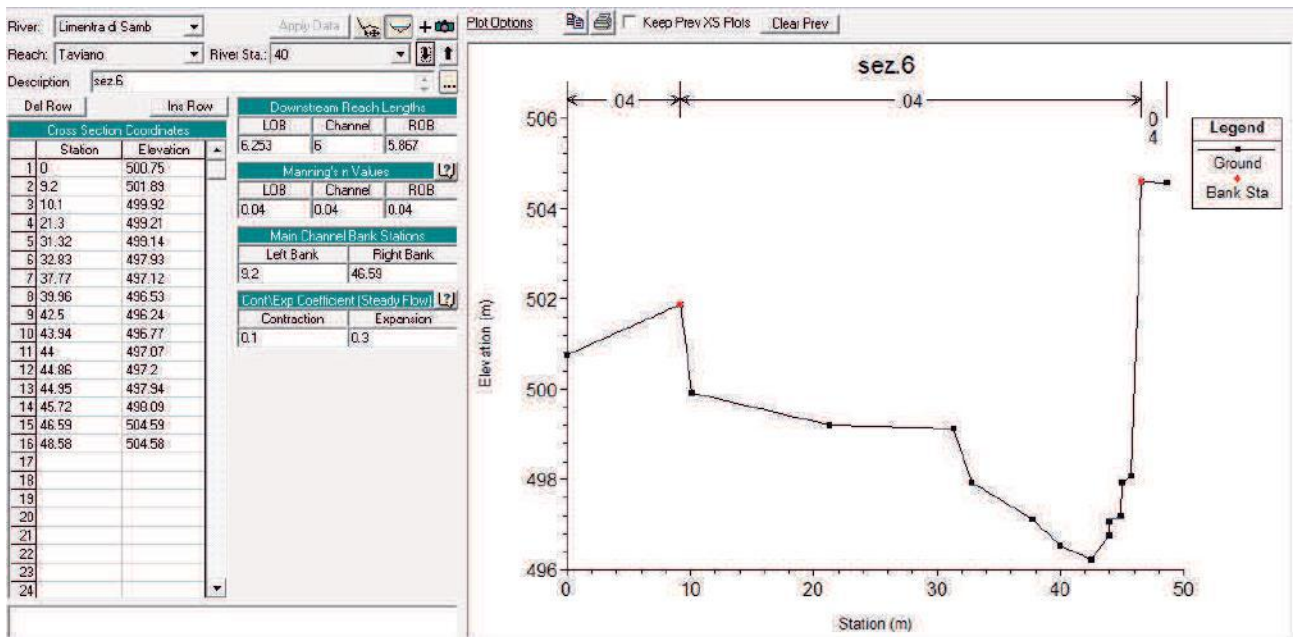 River: Limentra di Samb Apply Data
Reach: Taviano River Sta.: 40
Description sez.6 ...
Del Row Ins Row
Cross Section Coordinates
Station Elevation
1 0 500.75
2 9.2 501.89
3 10.1 499.92
4 21.3 499.21
5 31.32 499.14
6 32.83 497.93
7 37.77 497.12
8 39.96 496.53
9 42.5 496.24
10 43.94 496.77
11 44 497.07
12 44.86 497.2
13 44.95 497.94
14 45.72 498.09
15 46.59 504.59
16 48.58 504.58
17
18
19
20
21
22
23
24
Downstream Reach Lengths
LOB Channel ROB
6.253 6 5.867
Manning's n Values
LOB Channel ROB
0.04 0.04 0.04
Main Channel Bank Stations
Left Bank Right Bank
9.2 46.59
Cont\Exp Coefficient (Steady Flow)
Contraction Expansion
0.1 0.3
Plot Options Keep Prev XS Plots Clear Prev
sez.6
.04 .04 .04
506
504
502
500
498
496
Elevation (m)
0 10 20 30 40 50
Station (m)
Legend
Ground
Bank Sta